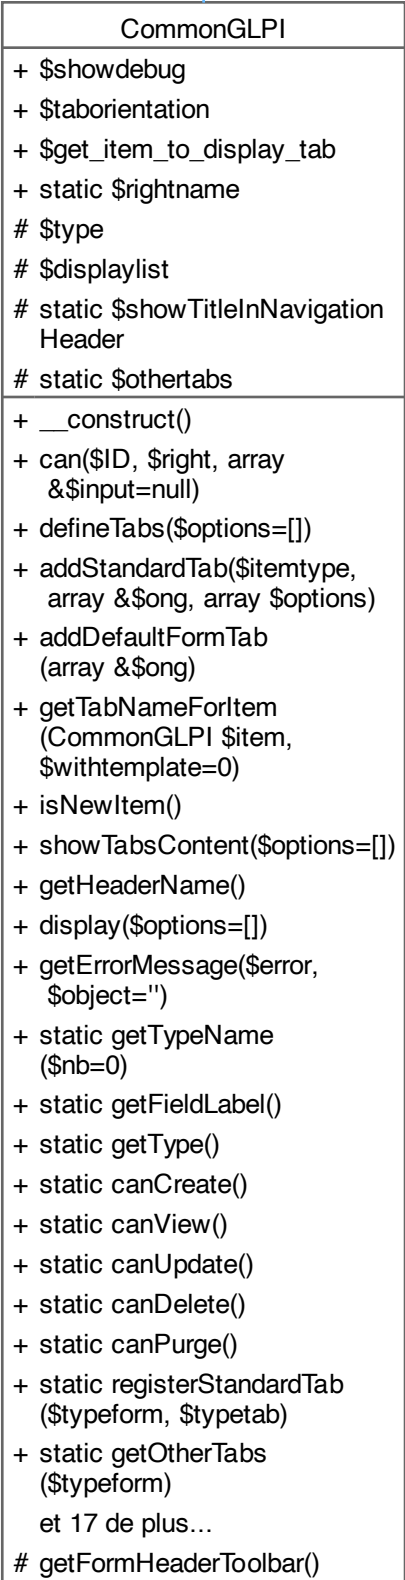 CommonGLPI
+ $showdebug
+ $taborientation
+ $get_item_to_display_tab
+ static $rightname
# $type
# $displaylist
# static $showTitleInNavigation
Header
# static $othertabs
+ __construct()
+ can($ID, $right, array
&$input=null)
+ defineTabs($options=[])
+ addStandardTab($itemtype,
array &$ong, array $options)
+ addDefaultFormTab
(array &$ong)
+ getTabNameForItem
(CommonGLPI $item,
$withtemplate=0)
+ isNewItem()
+ showTabsContent($options=[])
+ getHeaderName()
+ display($options=[])
+ getErrorMessage($error,
$object='')
+ static getTypeName
($nb=0)
+ static getFieldLabel()
+ static getType()
+ static canCreate()
+ static canView()
+ static canUpdate()
+ static canDelete()
+ static canPurge()
+ static registerStandardTab
($typeform, $typetab)
+ static getOtherTabs
($typeform)
et 17 de plus...
# getFormHeaderToolbar()